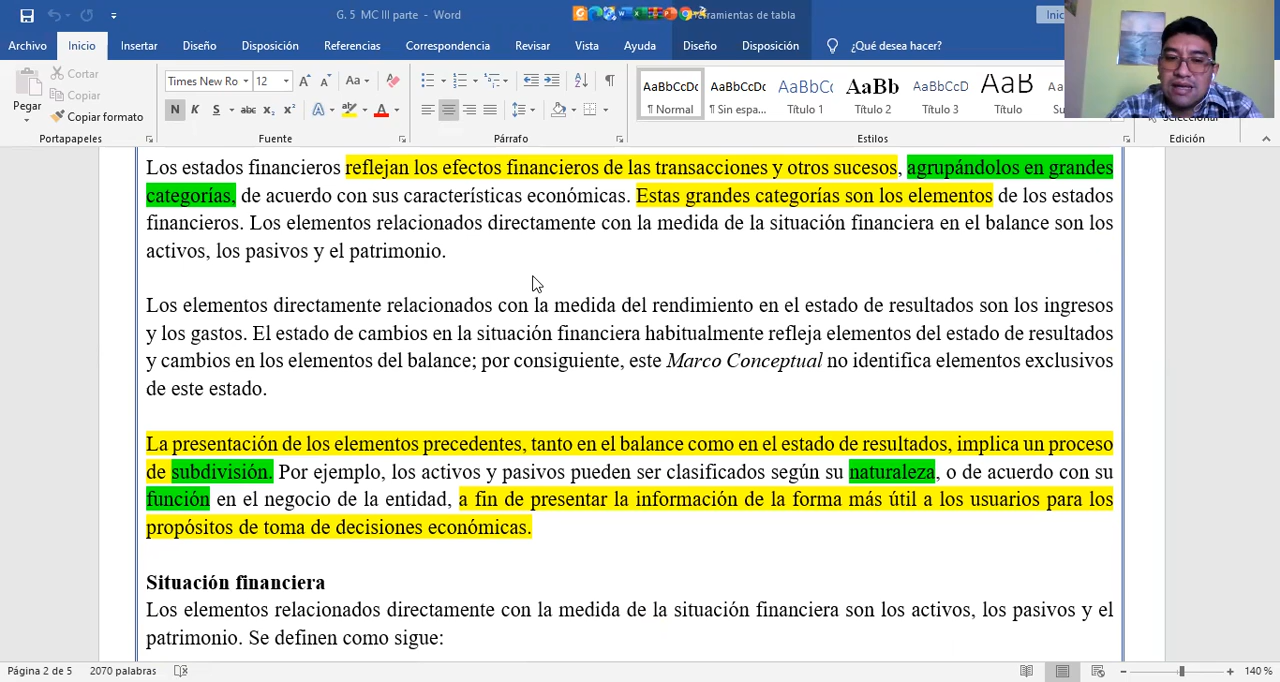 G. 5 MC III parte - Word
Herramientas de tabla
Inic
Archivo Inicio Insertar Diseño Disposición Referencias Correspondencia Revisar Vista Ayuda Diseño Disposición ¿Qué desea hacer?
Pegar
Cortar
Copiar
Copiar formato
Portapapeles
Times New Ro 12
Fuente
Párrafo
AaBbCcDc AaBbCcDc AaBbCc AaBb AaBbCcD AaB
¶ Normal ¶ Sin espa... Título 1 Título 2 Título 3 Título
Estilos
Seleccionar
Edición
Los estados financieros reflejan los efectos financieros de las transacciones y otros sucesos, agrupándolos en grandes
categorías, de acuerdo con sus características económicas. Estas grandes categorías son los elementos de los estados
financieros. Los elementos relacionados directamente con la medida de la situación financiera en el balance son los
activos, los pasivos y el patrimonio.
Los elementos directamente relacionados con la medida del rendimiento en el estado de resultados son los ingresos
y los gastos. El estado de cambios en la situación financiera habitualmente refleja elementos del estado de resultados
y cambios en los elementos del balance; por consiguiente, este Marco Conceptual no identifica elementos exclusivos
de este estado.
La presentación de los elementos precedentes, tanto en el balance como en el estado de resultados, implica un proceso
de subdivisión. Por ejemplo, los activos y pasivos pueden ser clasificados según su naturaleza, o de acuerdo con su
función en el negocio de la entidad, a fin de presentar la información de la forma más útil a los usuarios para los
propósitos de toma de decisiones económicas.
Situación financiera
Los elementos relacionados directamente con la medida de la situación financiera son los activos, los pasivos y el
patrimonio. Se definen como sigue:
Página 2 de 5 2070 palabras 140 %